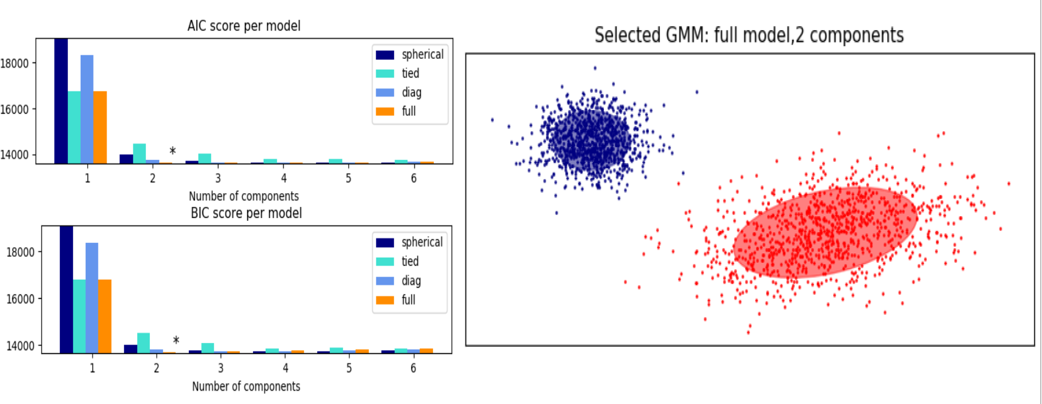 AIC score per model
18000
16000
14000
spherical
tied
diag
full
*
1 2 3 4 5 6
Number of components
BIC score per model
18000
16000
14000
spherical
tied
diag
full
*
1 2 3 4 5 6
Number of components
Selected GMM: full model,2 components